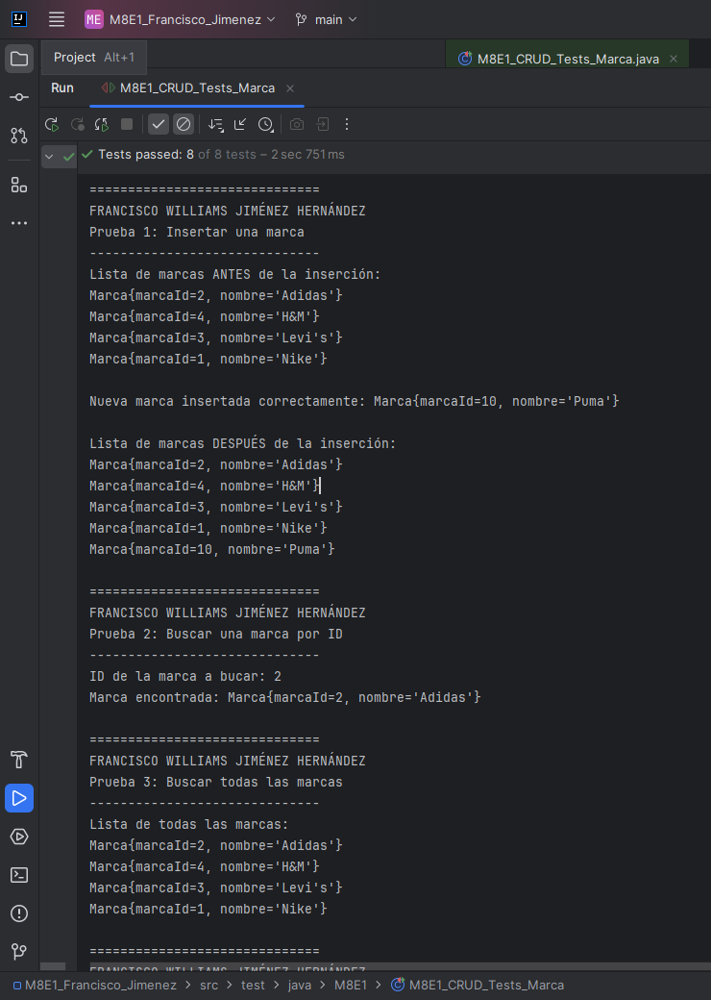 IJ
ME M8E1_Francisco_Jimenez main
Project Alt+1
M8E1_CRUD_Tests_Marca.java
Run M8E1_CRUD_Tests_Marca
Tests passed: 8 of 8 tests – 2 sec 751 ms
==============================
FRANCISCO WILLIAMS JIMÉNEZ HERNÁNDEZ
Prueba 1: Insertar una marca
------------------------------
Lista de marcas ANTES de la inserción:
Marca{marcaId=2, nombre='Adidas'}
Marca{marcaId=4, nombre='H&M'}
Marca{marcaId=3, nombre='Levi's'}
Marca{marcaId=1, nombre='Nike'}
Nueva marca insertada correctamente: Marca{marcaId=10, nombre='Puma'}
Lista de marcas DESPUÉS de la inserción:
Marca{marcaId=2, nombre='Adidas'}
Marca{marcaId=4, nombre='H&M'}
Marca{marcaId=3, nombre='Levi's'}
Marca{marcaId=1, nombre='Nike'}
Marca{marcaId=10, nombre='Puma'}
==============================
FRANCISCO WILLIAMS JIMÉNEZ HERNÁNDEZ
Prueba 2: Buscar una marca por ID
------------------------------
ID de la marca a bucar: 2
Marca encontrada: Marca{marcaId=2, nombre='Adidas'}
==============================
FRANCISCO WILLIAMS JIMÉNEZ HERNÁNDEZ
Prueba 3: Buscar todas las marcas
------------------------------
Lista de todas las marcas:
Marca{marcaId=2, nombre='Adidas'}
Marca{marcaId=4, nombre='H&M'}
Marca{marcaId=3, nombre='Levi's'}
Marca{marcaId=1, nombre='Nike'}
==============================
FRANCISCO WILLIAMS JIMÉNEZ HERNÁNDEZ
M8E1_Francisco_Jimenez > src > test > java > M8E1 > M8E1_CRUD_Tests_Marca